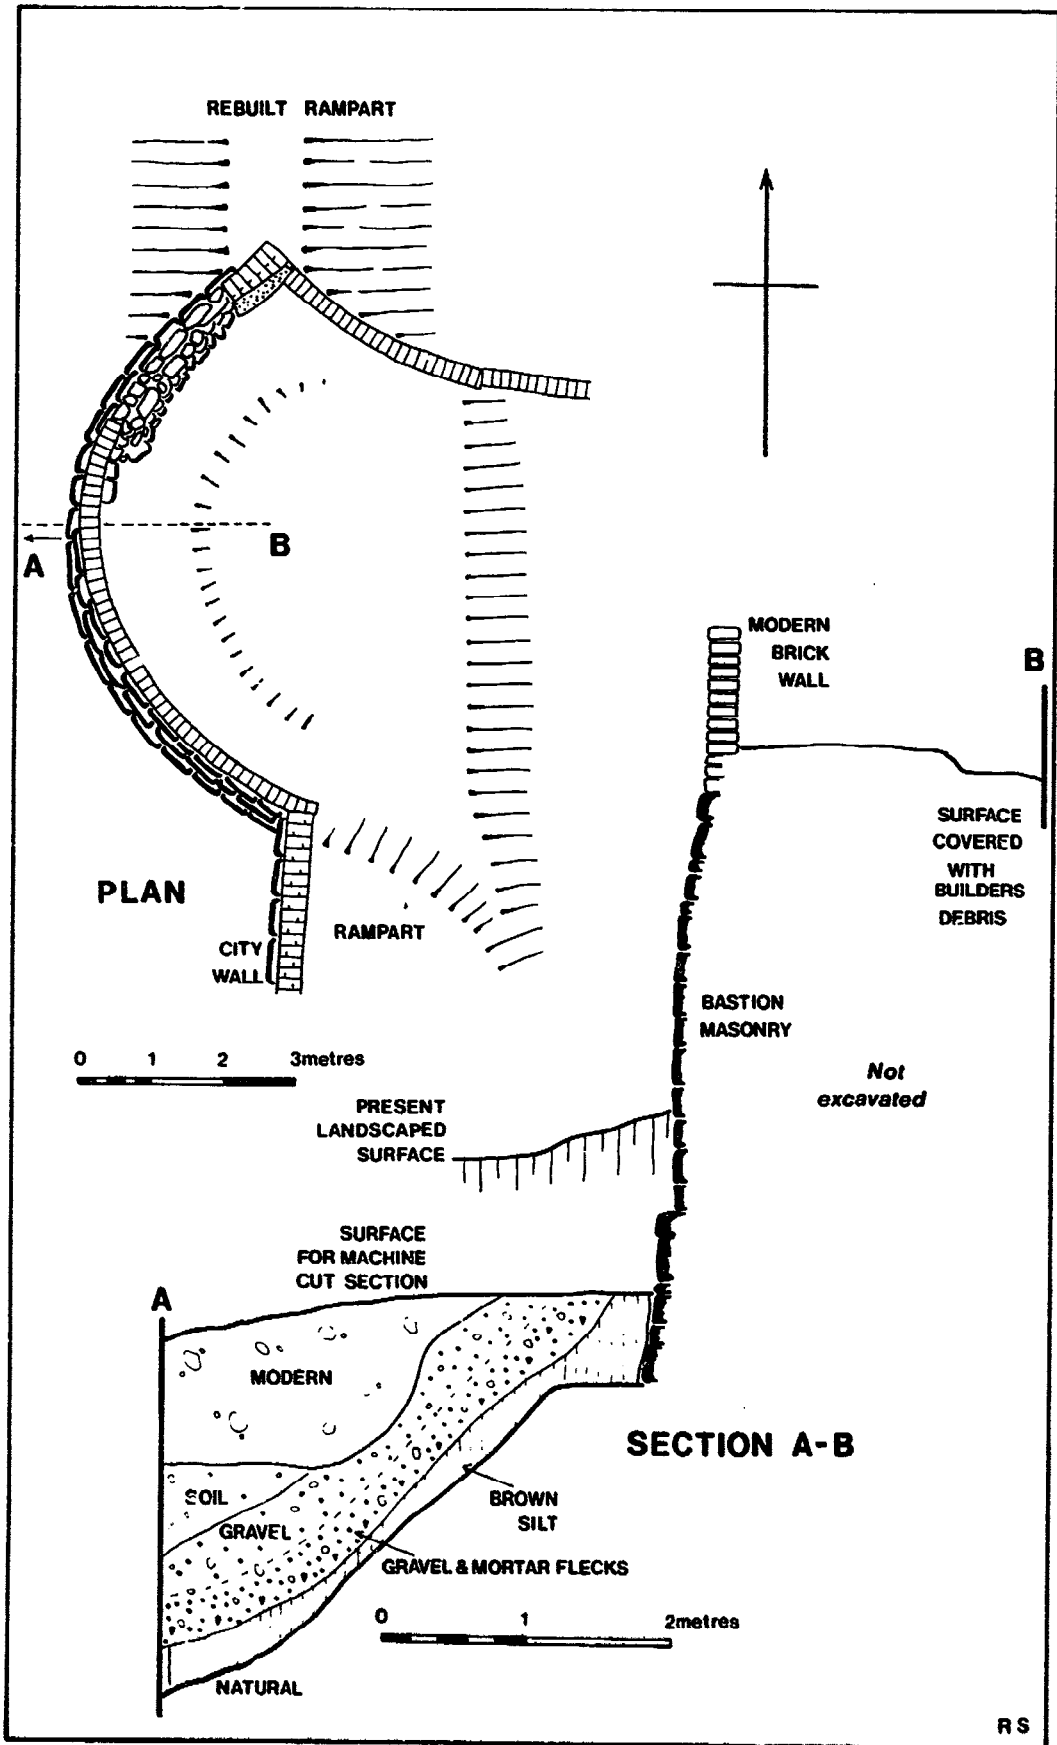 REBUILT RAMPART
A
B
PLAN
RAMPART
CITY
WALL
0 1 2 3metres
MODERN
BRICK
WALL
B
SURFACE
COVERED
WITH
BUILDERS
DEBRIS
BASTION
MASONRY
Not
excavated
PRESENT
LANDSCAPED
SURFACE
SURFACE
FOR MACHINE
CUT SECTION
A
MODERN
SOIL
GRAVEL
SECTION A-B
BROWN
SILT
GRAVEL & MORTAR FLECKS
0 1 2metres
NATURAL
RS